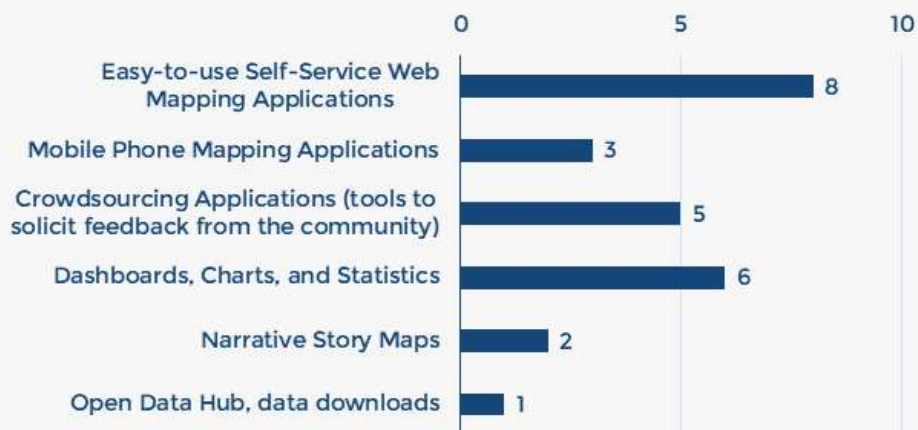 0 5 10
Easy-to-use Self-Service Web
Mapping Applications
8
Mobile Phone Mapping Applications 3
Crowdsourcing Applications (tools to
solicit feedback from the community)
5
Dashboards, Charts, and Statistics 6
Narrative Story Maps 2
Open Data Hub, data downloads 1